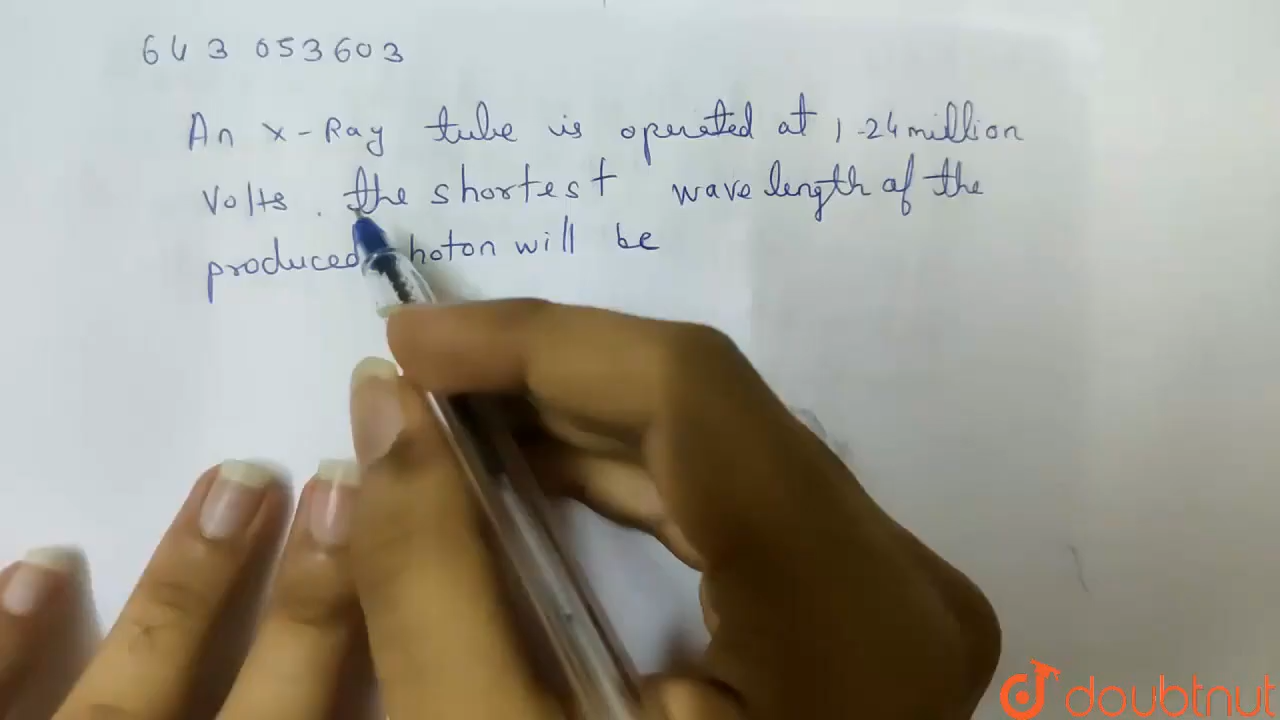 643 053603
An X-Ray tube is operated at 1.24 million
Volts. the shortest wave length of the
produced hoton will be
doubtnut